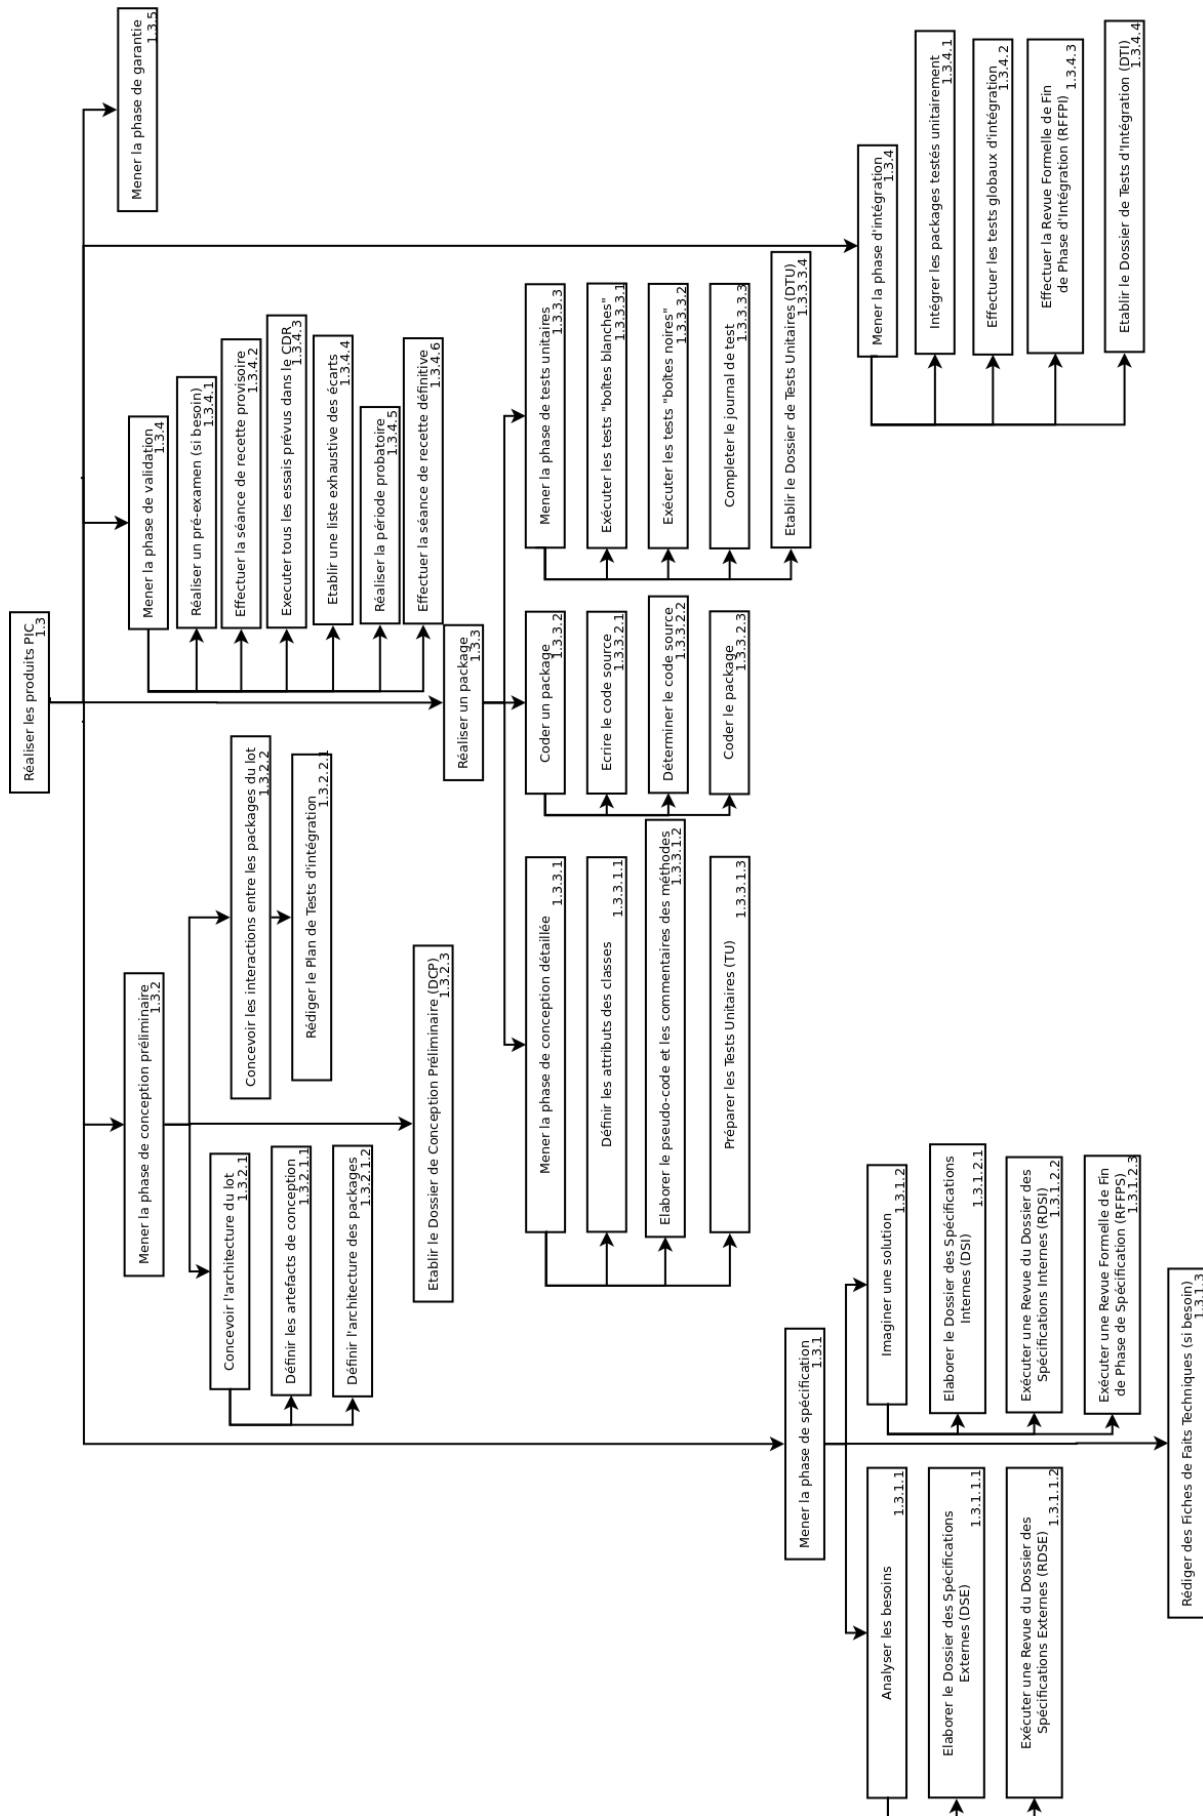 Réaliser les produits PIC
1.3
Mener la phase de spécification
1.3.1
Analyser les besoins
1.3.1.1
Elaborer le Dossier des Spécifications
Externes (DSE)
1.3.1.1.1
Exécuter une Revue du Dossier des
Spécifications Externes (RDSE)
1.3.1.1.2
Imaginer une solution
1.3.1.2
Elaborer le Dossier des Spécifications
Internes (DSI)
1.3.1.2.1
Exécuter une Revue du Dossier des
Spécifications Internes (RDSI)
1.3.1.2.2
Exécuter une Revue Formelle de Fin
de Phase de Spécification (RFFPS)
1.3.1.2.3
Rédiger des Fiches de Faits Techniques (si besoin)
1.3.1.3
Mener la phase de conception préliminaire
1.3.2
Concevoir l'architecture du lot
1.3.2.1
Définir les artefacts de conception
1.3.2.1.1
Définir l'architecture des packages
1.3.2.1.2
Concevoir les interactions entre les packages du lot
1.3.2.2
Rédiger le Plan de Tests d'intégration
1.3.2.2.1
Etablir le Dossier de Conception Préliminaire (DCP)
1.3.2.3
Réaliser un package
1.3.3
Mener la phase de conception détaillée
1.3.3.1
Définir les attributs des classes
1.3.3.1.1
Elaborer le pseudo-code et les commentaires des méthodes
1.3.3.1.2
Préparer les Tests Unitaires (TU)
1.3.3.1.3
Coder un package
1.3.3.2
Ecrire le code source
1.3.3.2.1
Déterminer le code source
1.3.3.2.2
Coder le package
1.3.3.2.3
Mener la phase de tests unitaires
1.3.3.3
Exécuter les tests "boîtes blanches"
1.3.3.3.1
Exécuter les tests "boîtes noires"
1.3.3.3.2
Completer le journal de test
1.3.3.3.3
Etablir le Dossier de Tests Unitaires (DTU)
1.3.3.3.4
Mener la phase de validation
1.3.4
Réaliser un pré-examen (si besoin)
1.3.4.1
Effectuer la séance de recette provisoire
1.3.4.2
Executer tous les essais prévus dans le CDR
1.3.4.3
Etablir une liste exhaustive des écarts
1.3.4.4
Réaliser la période probatoire
1.3.4.5
Effectuer la séance de recette définitive
1.3.4.6
Mener la phase d'intégration
1.3.4
Intégrer les packages testés unitairement
1.3.4.1
Effectuer les tests globaux d'intégration
1.3.4.2
Effectuer la Revue Formelle de Fin
de Phase d'Intégration (RFFPI)
1.3.4.3
Etablir le Dossier de Tests d'Intégration (DTI)
1.3.4.4
Mener la phase de garantie
1.3.5